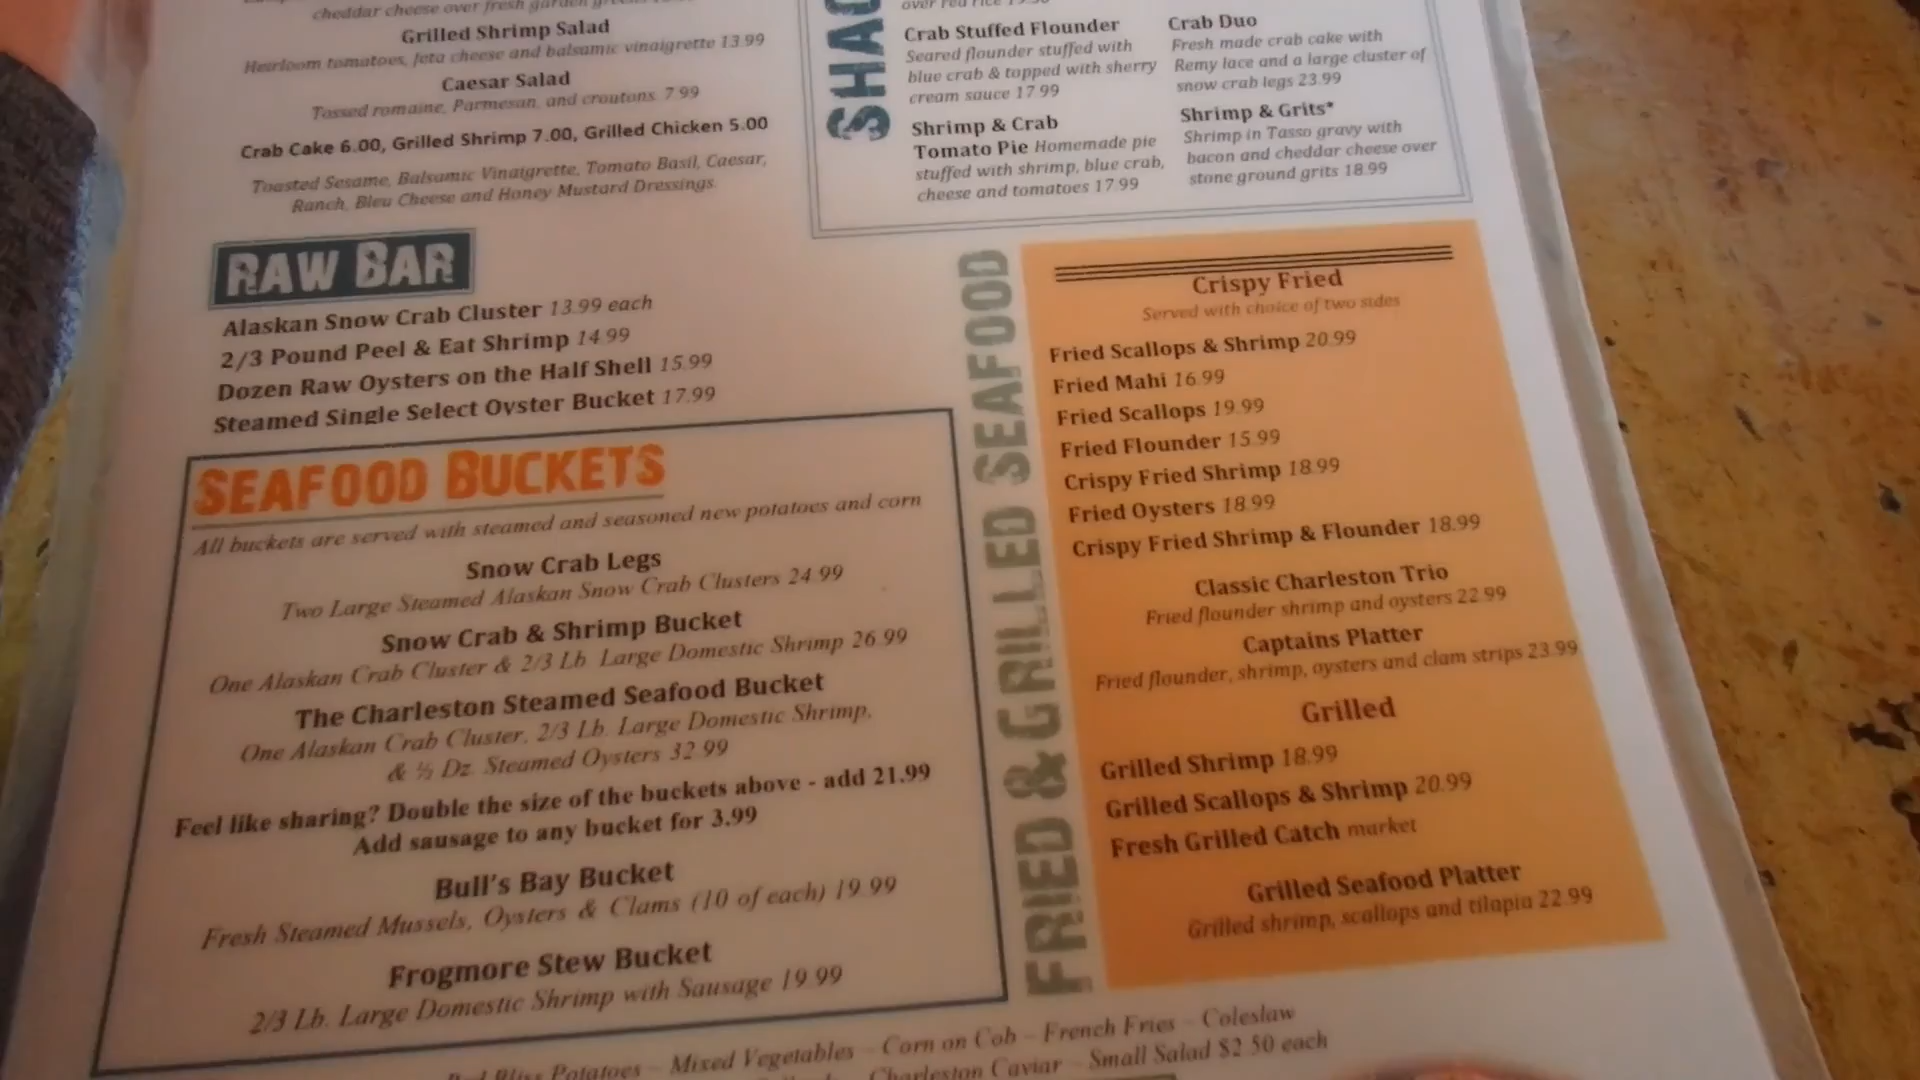 cheddar cheese over fresh garden greens
Grilled Shrimp Salad
Heirloom tomatoes, feta cheese and balsamic vinaigrette 13.99
Caesar Salad
Tossed romaine, Parmesan, and croutons 7.99
Crab Cake 6.00, Grilled Shrimp 7.00, Grilled Chicken 5.00
Toasted Sesame, Balsamic Vinaigrette, Tomato Basil, Caesar,
Ranch, Bleu Cheese and Honey Mustard Dressings.
RAW BAR
Alaskan Snow Crab Cluster 13.99 each
2/3 Pound Peel & Eat Shrimp 14.99
Dozen Raw Oysters on the Half Shell 15.99
Steamed Single Select Oyster Bucket 17.99
SEAFOOD BUCKETS
All buckets are served with steamed and seasoned new potatoes and corn
Snow Crab Legs
Two Large Steamed Alaskan Snow Crab Clusters 24.99
Snow Crab & Shrimp Bucket
One Alaskan Crab Cluster & 2/3 Lb. Large Domestic Shrimp 26.99
The Charleston Steamed Seafood Bucket
One Alaskan Crab Cluster, 2/3 Lb. Large Domestic Shrimp,
& ½ Dz. Steamed Oysters 32.99
Feel like sharing? Double the size of the buckets above - add 21.99
Add sausage to any bucket for 3.99
Bull's Bay Bucket
Fresh Steamed Mussels, Oysters & Clams (10 of each) 19.99
Frogmore Stew Bucket
2/3 Lb. Large Domestic Shrimp with Sausage 19.99
SHAC
over red rice
Crab Stuffed Flounder
Seared flounder stuffed with
blue crab & topped with sherry
cream sauce 17.99
Shrimp & Crab
Tomato Pie Homemade pie
stuffed with shrimp, blue crab,
cheese and tomatoes 17.99
Crab Duo
Fresh made crab cake with
Remy lace and a large cluster of
snow crab legs 23.99
Shrimp & Grits*
Shrimp in Tasso gravy with
bacon and cheddar cheese over
stone ground grits 18.99
FRIED & GRILLED SEAFOOD
Crispy Fried
Served with choice of two sides
Fried Scallops & Shrimp 20.99
Fried Mahi 16.99
Fried Scallops 19.99
Fried Flounder 15.99
Crispy Fried Shrimp 18.99
Fried Oysters 18.99
Crispy Fried Shrimp & Flounder 18.99
Classic Charleston Trio
Fried flounder shrimp and oysters 22.99
Captains Platter
Fried flounder, shrimp, oysters and clam strips 23.99
Grilled
Grilled Shrimp 18.99
Grilled Scallops & Shrimp 20.99
Fresh Grilled Catch market
Grilled Seafood Platter
Grilled shrimp, scallops and tilapia 22.99
Bliss Potatoes – Mixed Vegetables – Corn on Cob – French Fries – Coleslaw
Charleston Caviar – Small Salad $2.50 each